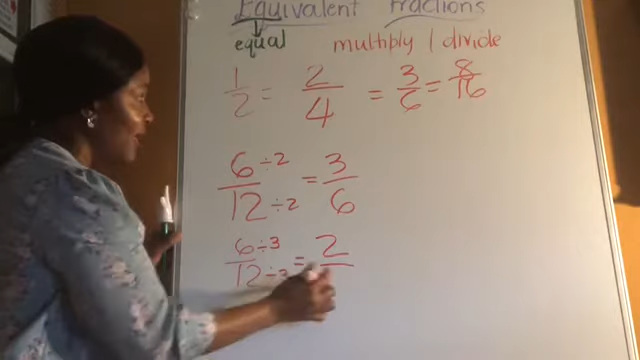 Equivalent Fractions
equal multiply / divide
1/2 = 2/4 = 3/6 = 8/16
6÷2/12÷2 = 3/6
6÷3/12÷3 = 2/